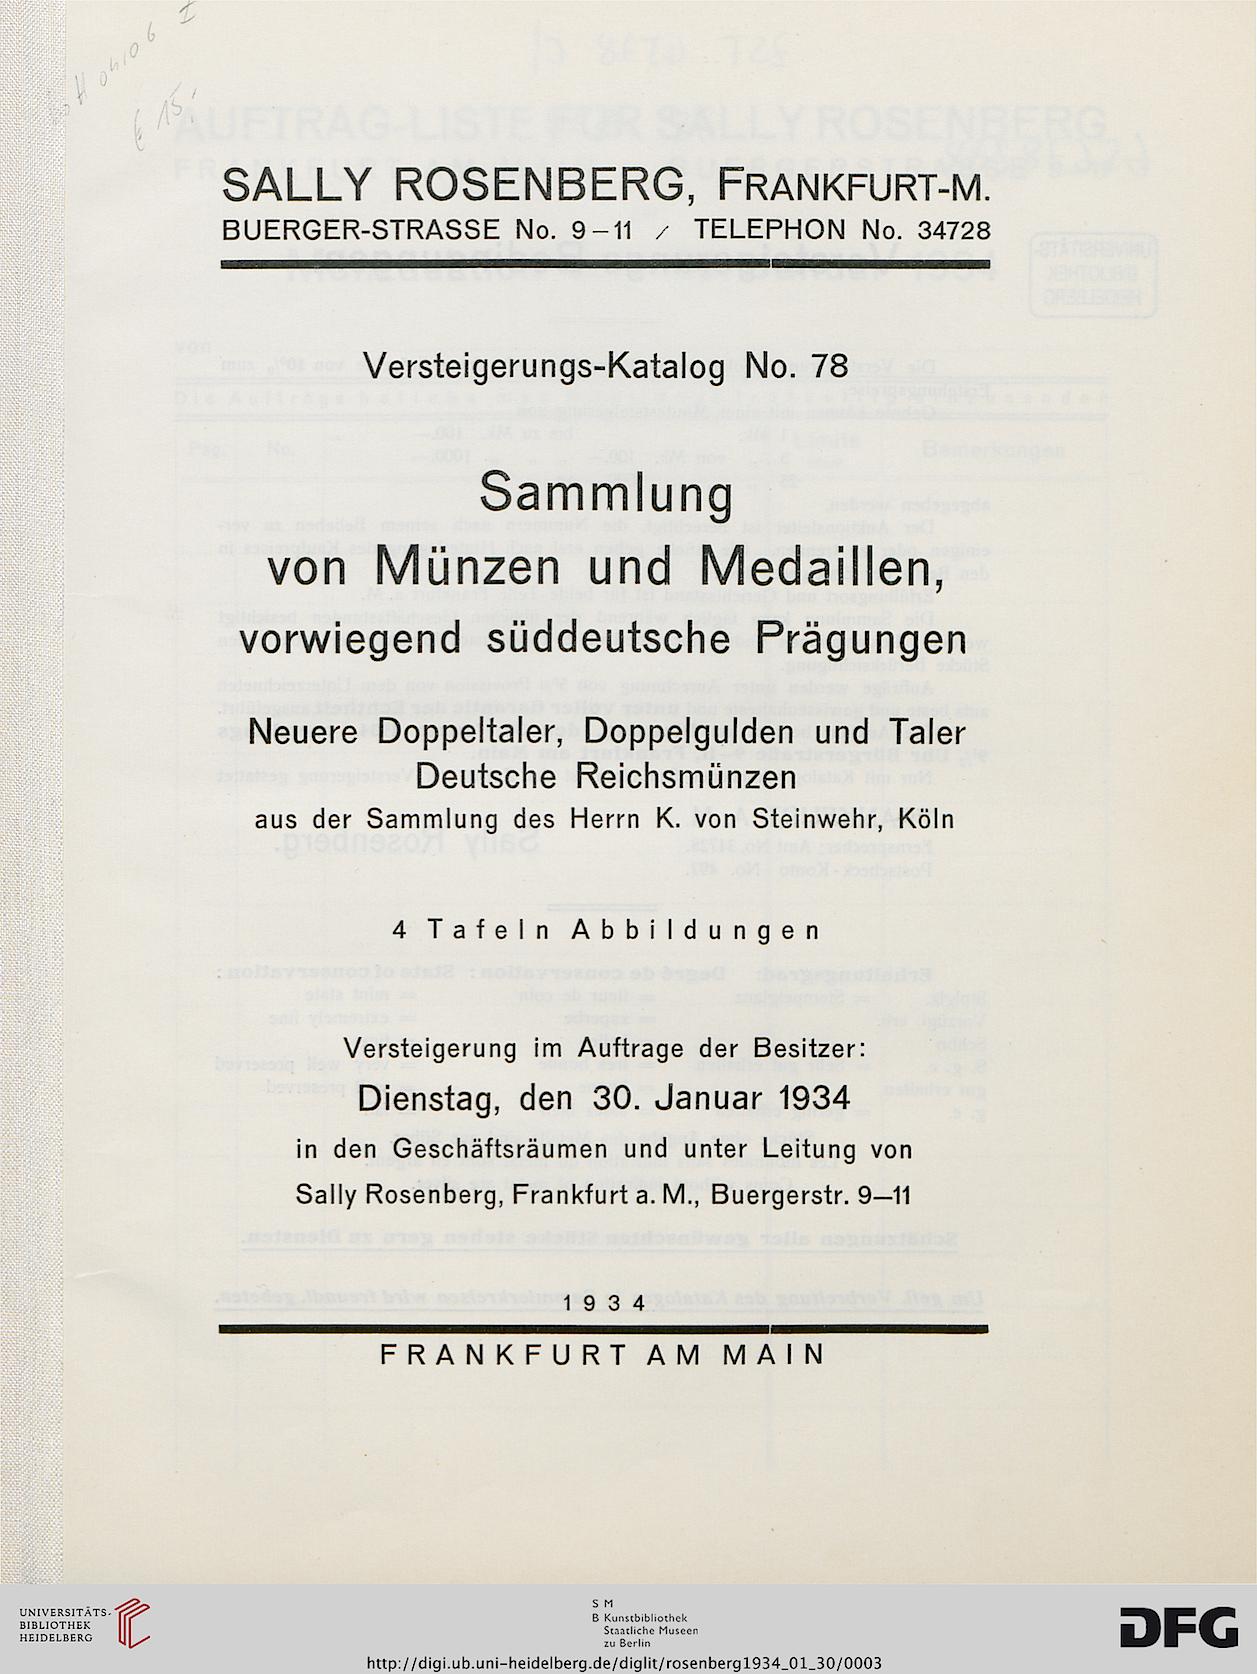 E 15,-
SALLY ROSENBERG, FRANKFURT-M.
BUERGER-STRASSE No. 9–11 / TELEPHON No. 34728
Versteigerungs-Katalog No. 78
Sammlung
von Münzen und Medaillen,
vorwiegend süddeutsche Prägungen
Neuere Doppeltaler, Doppelgulden und Taler
Deutsche Reichsmünzen
aus der Sammlung des Herrn K. von Steinwehr, Köln
4 Tafeln Abbildungen
Versteigerung im Auftrage der Besitzer:
Dienstag, den 30. Januar 1934
in den Geschäftsräumen und unter Leitung von
Sally Rosenberg, Frankfurt a. M., Buergerstr. 9–11
1934
FRANKFURT AM MAIN
UNIVERSITÄTS-
BIBLIOTHEK
HEIDELBERG
S M
B Kunstbibliothek
Staatliche Museen
zu Berlin
DFG
http://digi.ub.uni-heidelberg.de/diglit/rosenberg1934_01_30/0003